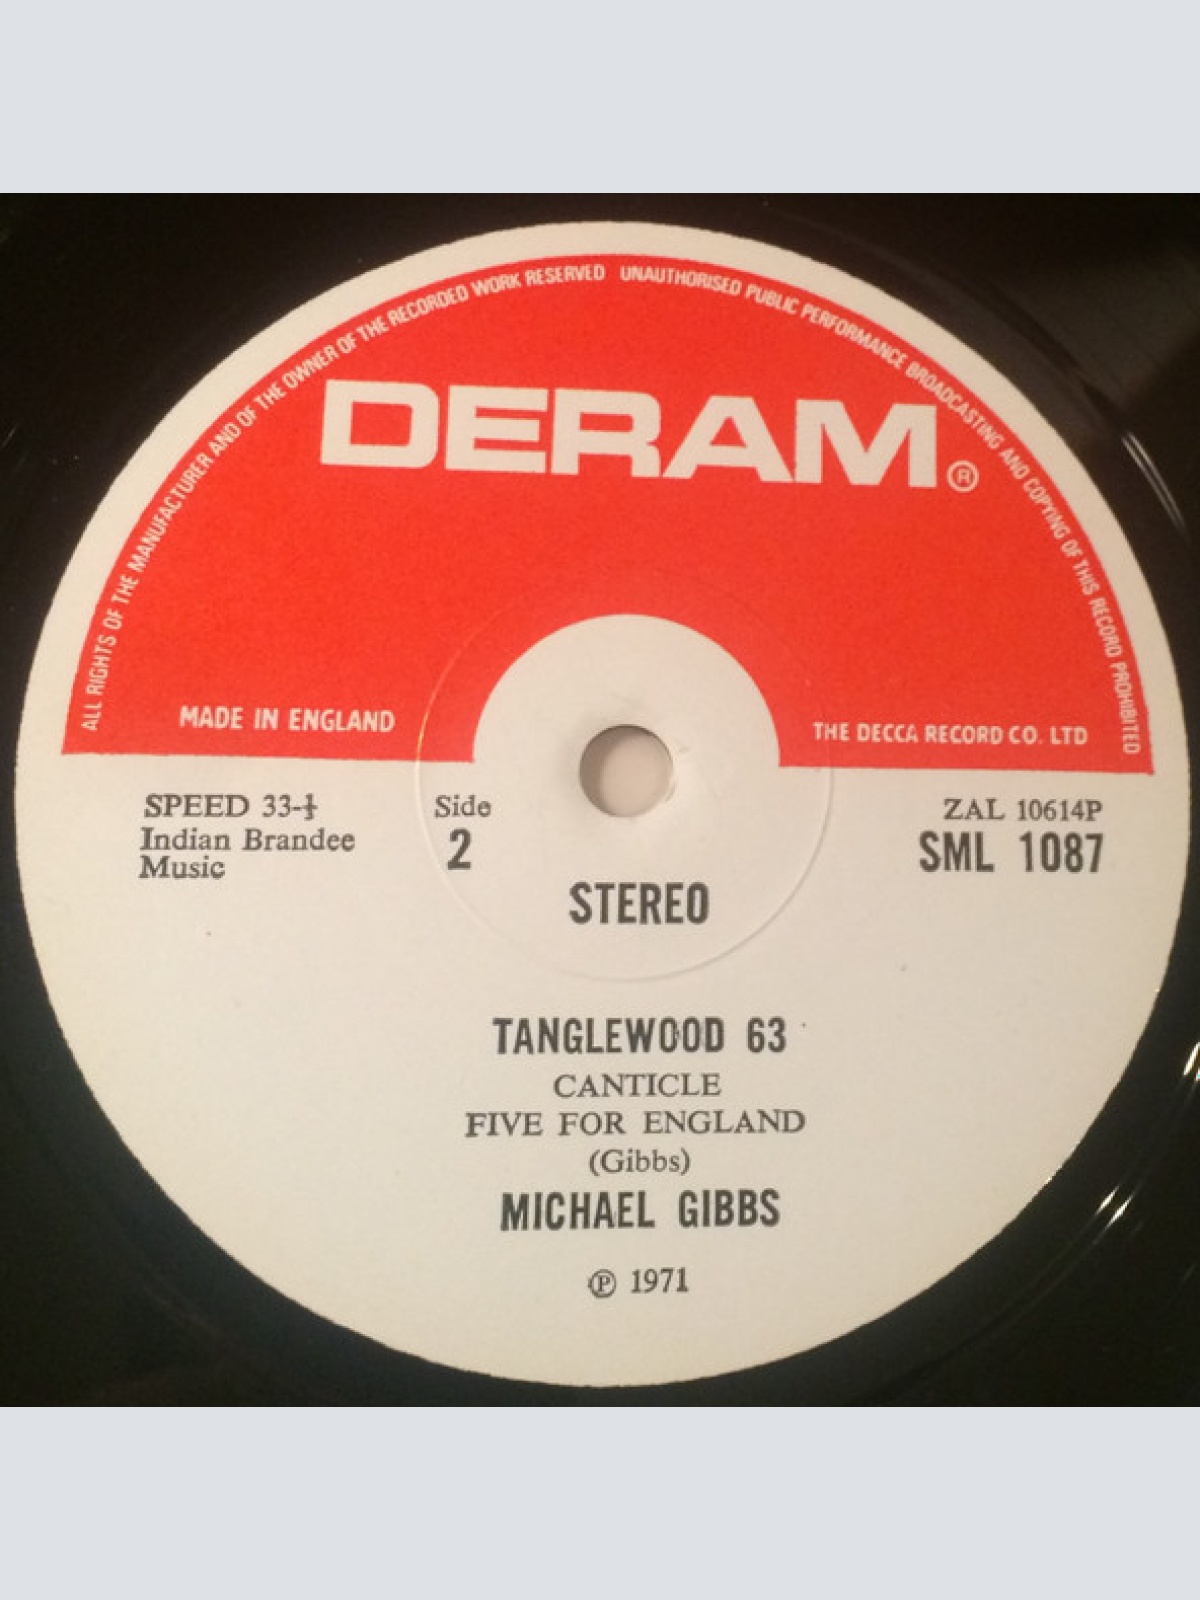 ALL RIGHTS OF THE MANUFACTURER AND OF THE OWNER OF THE RECORDED WORK RESERVED UNAUTHORISED PUBLIC PERFORMANCE BROADCASTING AND COPYING OF THIS RECORD PROHIBITED
DERAM®
MADE IN ENGLAND
THE DECCA RECORD CO. LTD
SPEED 33-⅓
Indian Brandee
Music
Side
2
ZAL 10614P
SML 1087
STEREO
TANGLEWOOD 63
CANTICLE
FIVE FOR ENGLAND
(Gibbs)
MICHAEL GIBBS
℗ 1971